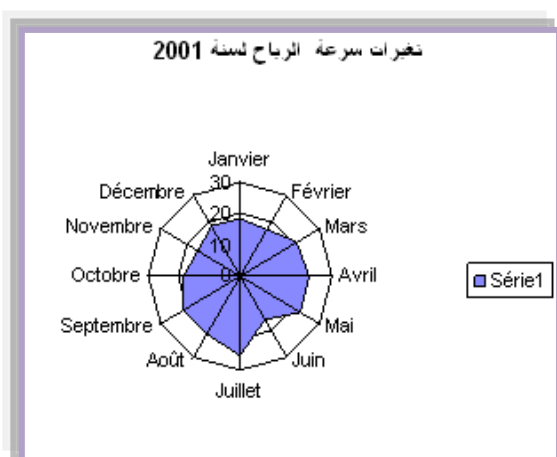 تغيرات سرعة الرياح لسنة 2001
Janvier
Février
Mars
Avril
Mai
Juin
Juillet
Août
Septembre
Octobre
Novembre
Décembre
30
20
10
0
Série1